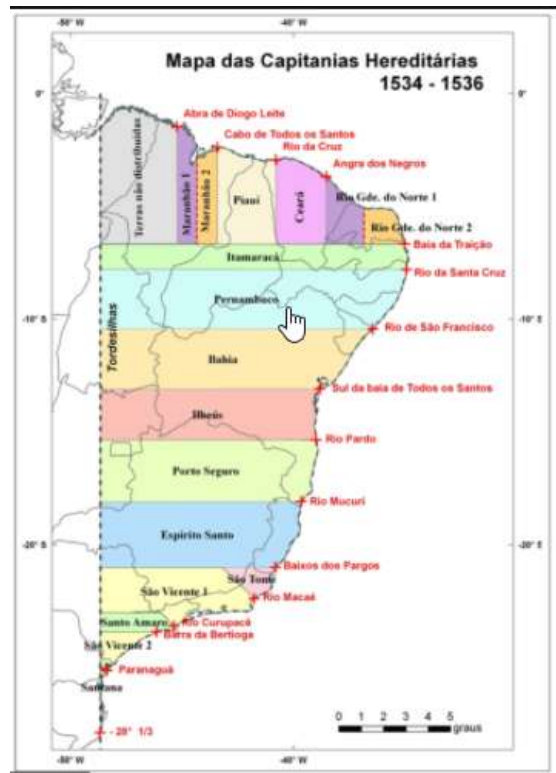 -50° W
-40° W
Mapa das Capitanias Hereditárias
1534 - 1536
0°
0°
Abra de Diogo Leite
Cabo de Todos os Santos
Rio da Cruz
Angra dos Negros
Terras não distribuídas
Maranhão 1
Maranhão 2
Piauí
Ceará
Rio Gde. do Norte 1
Rio Gde. do Norte 2
Baia da Traição
Itamaracá
Rio da Santa Cruz
Pernambuco
-10° S
-10° S
Rio de São Francisco
Tordesilhas
Bahia
Sul da baia de Todos os Santos
Ilheús
Rio Pardo
Porto Seguro
Rio Mucuri
Espírito Santo
-20° S
-20° S
Baixos dos Pargos
São Tomé
São Vicente 1
Rio Macaé
Santo Amaro
Rio Curupacé
Barra da Bertioga
São Vicente 2
Paranaguá
Santana
- 28° 1/3
0 1 2 3 4 5
graus
-50° W
-40° W